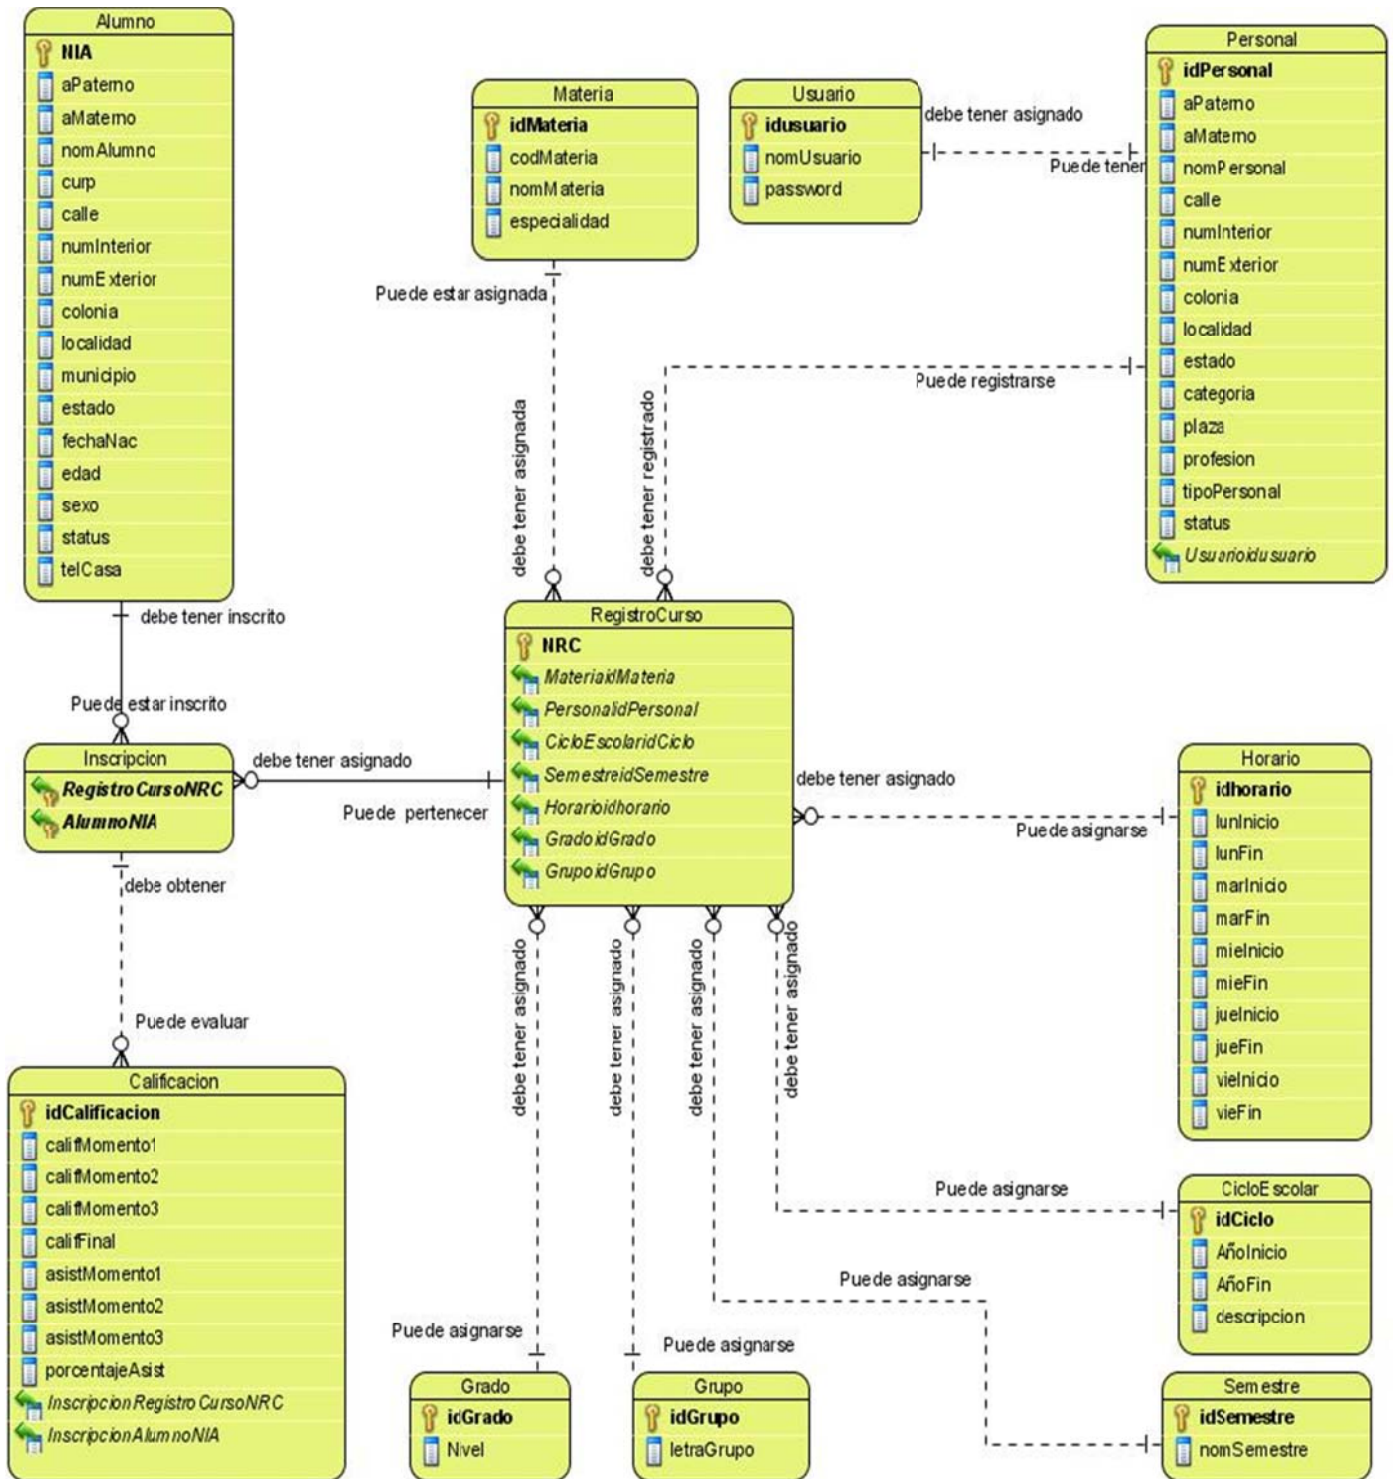 Alumno
NIA
aPaterno
aMaterno
nomAlumno
curp
calle
numInterior
numExterior
colonia
localidad
municipio
estado
fechaNac
edad
sexo
status
telCasa
Materia
idMateria
codMateria
nomMateria
especialidad
Usuario
idusuario
nomUsuario
password
debe tener asignado
Puede tener
Personal
idPersonal
aPaterno
aMaterno
nomPersonal
calle
numInterior
numExterior
colonia
localidad
estado
categoria
plaza
profesion
tipoPersonal
status
Usuarioidusuario
Puede estar asignada
debe tener asignada
debe tener registrado
Puede registrarse
debe tener inscrito
Puede estar inscrito
Inscripcion
RegistroCursoNRC
AlumnoNIA
debe tener asignado
Puede pertenecer
RegistroCurso
NRC
MateriaidMateria
PersonalidPersonal
CicloEscolaridCiclo
SemestreidSemestre
Horarioidhorario
GradoidGrado
GrupoidGrupo
debe tener asignado
Puede asignarse
Horario
idhorario
lunInicio
lunFin
marInicio
marFin
mieInicio
mieFin
jueInicio
jueFin
vieInicio
vieFin
debe obtener
Puede evaluar
Calificacion
idCalificacion
califMomento1
califMomento2
califMomento3
califFinal
asistMomento1
asistMomento2
asistMomento3
porcentajeAsist
InscripcionRegistroCursoNRC
InscripcionAlumnoNIA
debe tener asignado
debe tener asignado
debe tener asignado
debe tener asignado
Puede asignarse
CicloEscolar
idCiclo
AñoInicio
AñoFin
descripcion
Puede asignarse
Puede asignarse
Puede asignarse
Grado
idGrado
Nivel
Grupo
idGrupo
letraGrupo
Semestre
idSemestre
nomSemestre